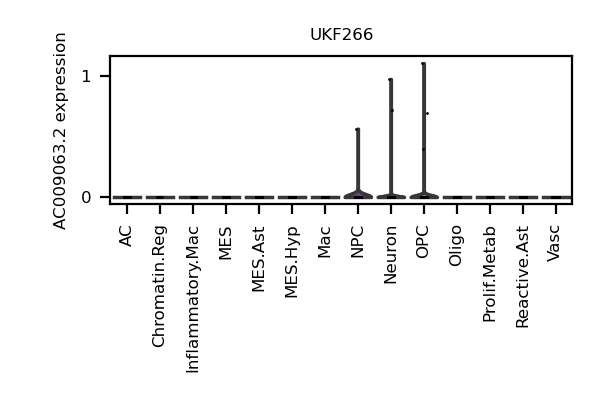 UKF266
AC009063.2 expression
1
0
AC
Chromatin.Reg
Inflammatory.Mac
MES
MES.Ast
MES.Hyp
Mac
NPC
Neuron
OPC
Oligo
Prolif.Metab
Reactive.Ast
Vasc